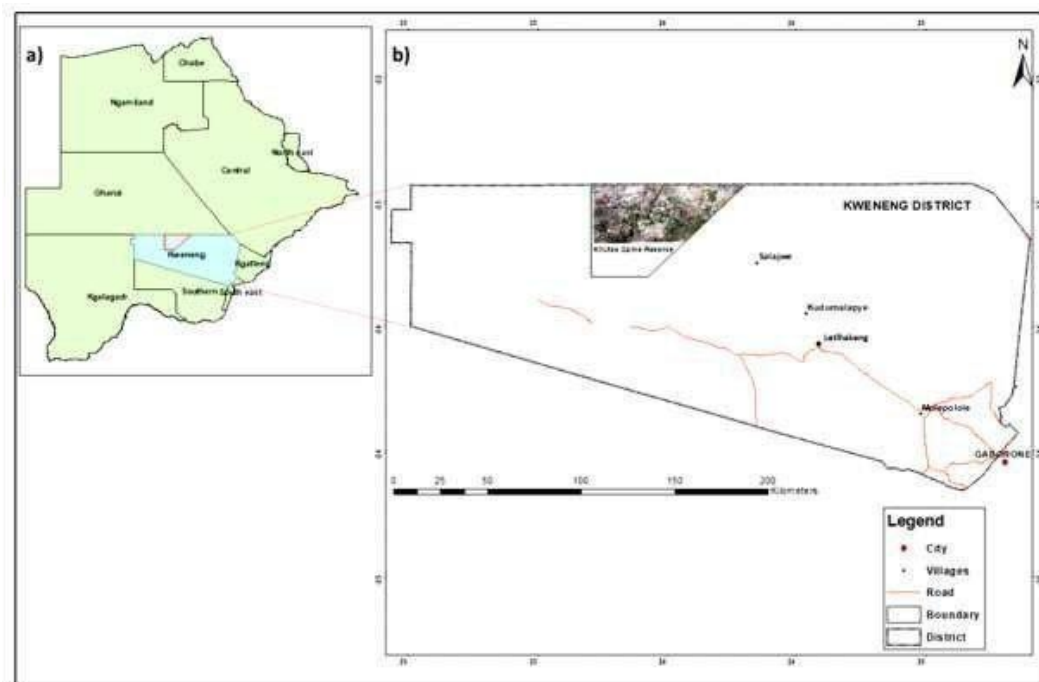 a)
Chobe
Ngamiland
North east
Central
Ghanzi
Kweneng
Kgatleng
Kgalagadi
Southern
South east
b)
N
KWENENG DISTRICT
Khutse Game Reserve
Salajwe
Kudumalapye
Letlhakeng
Molepolole
GABORONE
0 25 50 100 150 200
Kilometers
Legend
City
Villages
Road
Boundary
District